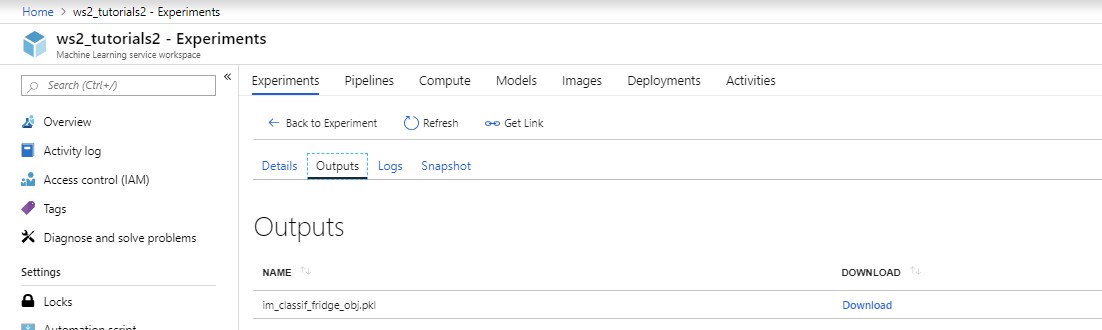 Home > ws2_tutorials2 - Experiments
ws2_tutorials2 - Experiments
Machine Learning service workspace
Search (Ctrl+/)
«
Overview
Activity log
Access control (IAM)
Tags
Diagnose and solve problems
Settings
Locks
Automation script
Experiments Pipelines Compute Models Images Deployments Activities
← Back to Experiment Refresh Get Link
Details Outputs Logs Snapshot
Outputs
NAME ↑↓ DOWNLOAD ↑↓
im_classif_fridge_obj.pkl Download